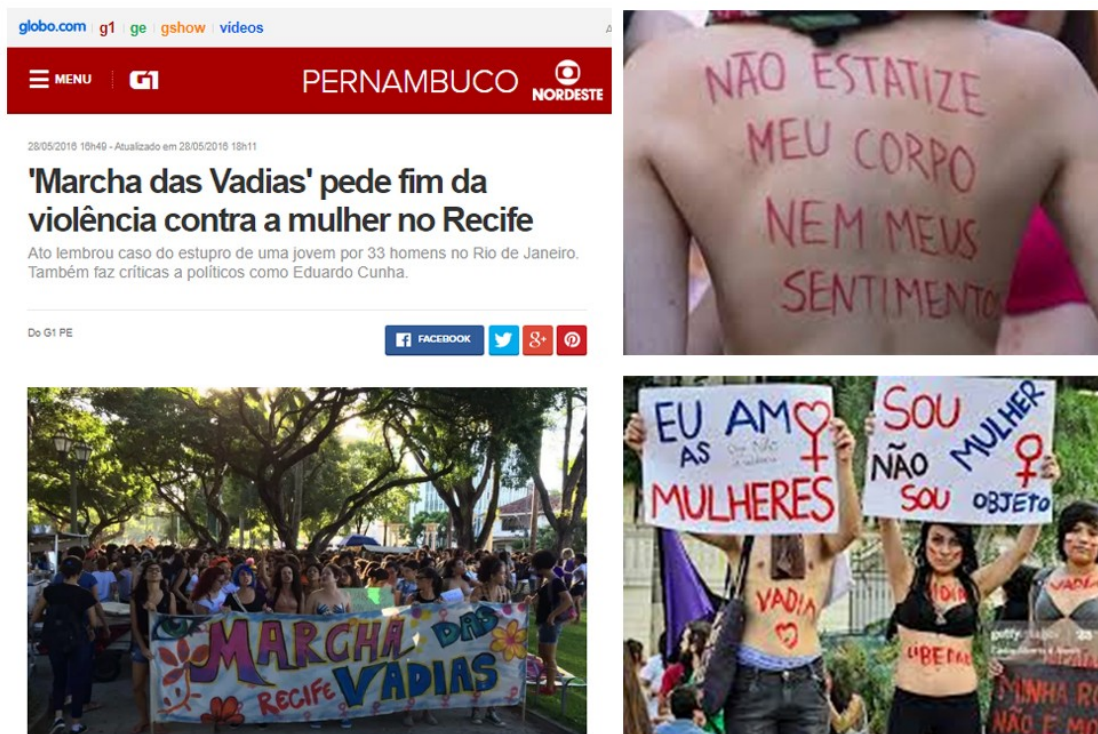 globo.com g1 ge gshow vídeos
MENU G1 PERNAMBUCO NORDESTE
28/05/2016 16h49 - Atualizado em 28/05/2016 18h11
'Marcha das Vadias' pede fim da
violência contra a mulher no Recife
Ato lembrou caso do estupro de uma jovem por 33 homens no Rio de Janeiro.
Também faz críticas a políticos como Eduardo Cunha.
Do G1 PE
FACEBOOK
8+
MARCHA DAS
RECIFE VADIAS
NÃO ESTATIZE
MEU CORPO
NEM MEUS
SENTIMENTO
EU AMO
AS
MULHERES
SOU
MULHER
NÃO
SOU OBJETO
VADIA
VADIA
MINHA
NÃO É